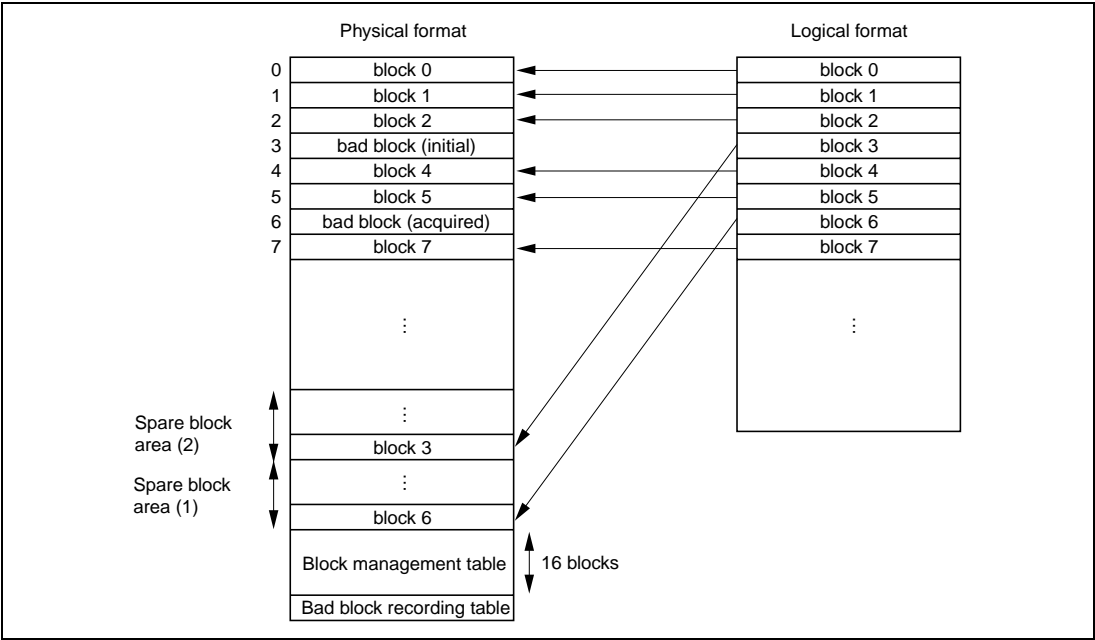 Physical format
Logical format
0 block 0
1 block 1
2 block 2
3 bad block (initial)
4 block 4
5 block 5
6 bad block (acquired)
7 block 7
⋮
block 0
block 1
block 2
block 3
block 4
block 5
block 6
block 7
⋮
Spare block
area (2)
⋮
block 3
Spare block
area (1)
⋮
block 6
Block management table
16 blocks
Bad block recording table